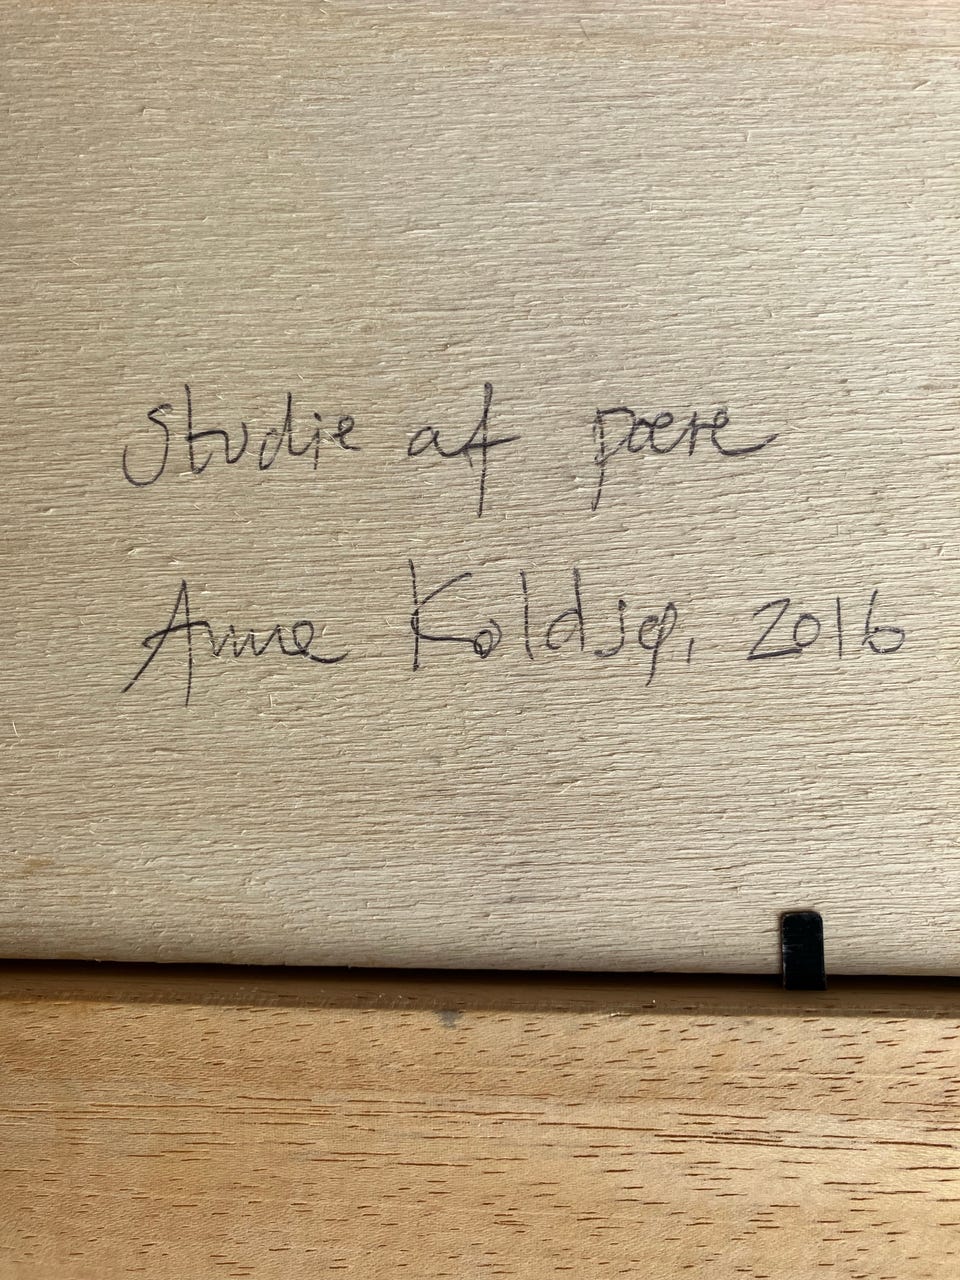 Studie af pære
Anne Koldsø, 2016